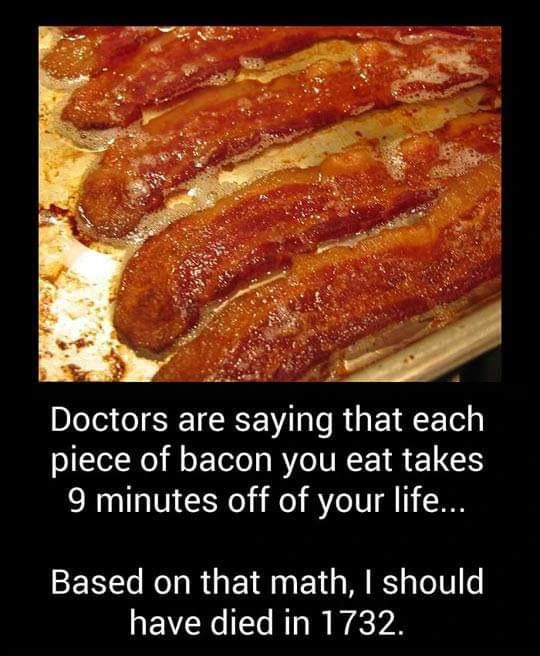 Doctors are saying that each
piece of bacon you eat takes
9 minutes off of your life...
Based on that math, I should
have died in 1732.